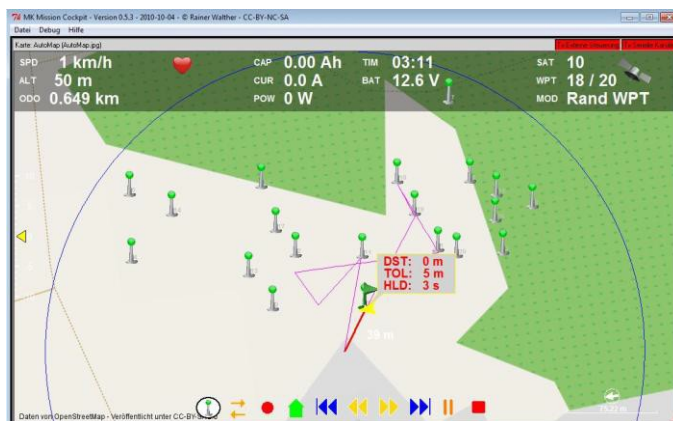 MK Mission Cockpit - Version 0.5.3 - 2010-10-04 - © Rainer Walther - CC-BY-NC-SA
Datei Debug Hilfe
Karte: AutoMap (AutoMap.jpg)
SPD 1 km/h CAP 0.00 Ah TIM 03:11 SAT 10
ALT 50 m CUR 0.0 A BAT 12.6 V WPT 18 / 20
ODO 0.649 km POW 0 W MOD Rand WPT
DST: 0 m
TOL: 5 m
HLD: 3 s
39 m
Daten von OpenStreetMap - Veröffentlicht unter CC-BY-SA